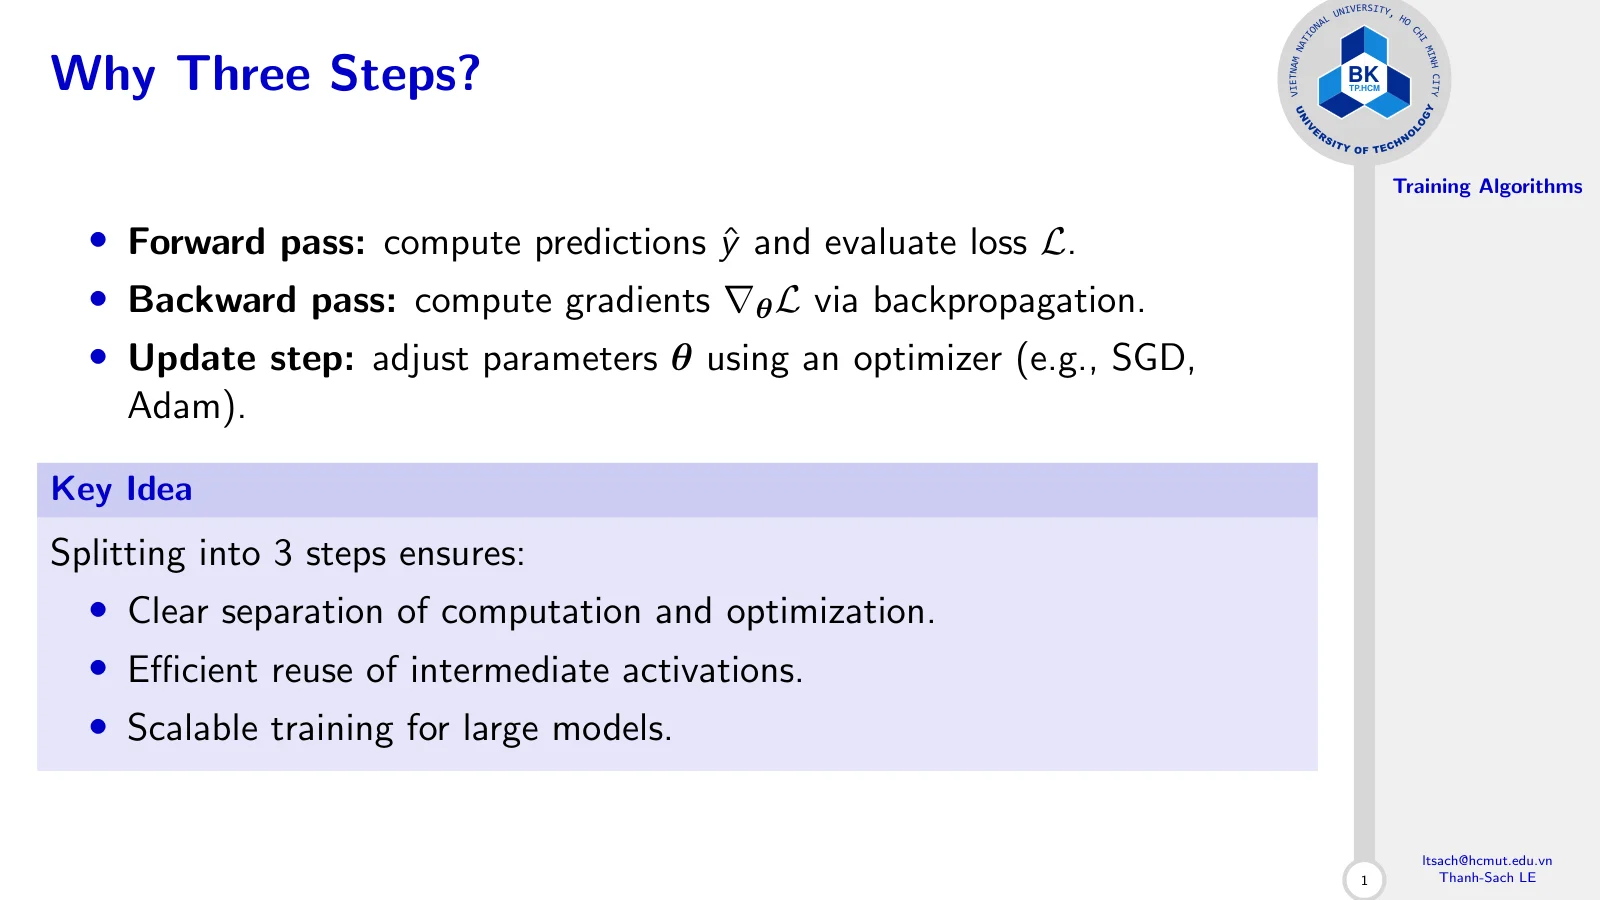 Why Three Steps?
VIETNAM NATIONAL UNIVERSITY, HO CHI MINH CITY
BK
TP.HCM
UNIVERSITY OF TECHNOLOGY
Training Algorithms
• Forward pass: compute predictions ŷ and evaluate loss ℒ.
• Backward pass: compute gradients ∇θℒ via backpropagation.
• Update step: adjust parameters θ using an optimizer (e.g., SGD,
Adam).
Key Idea
Splitting into 3 steps ensures:
• Clear separation of computation and optimization.
• Efficient reuse of intermediate activations.
• Scalable training for large models.
ltsach@hcmut.edu.vn
Thanh-Sach LE
1